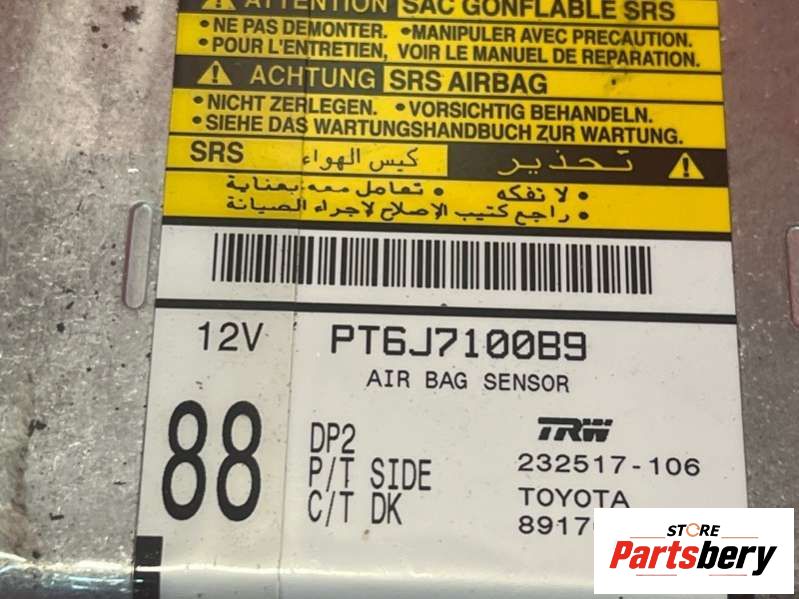 ATTENTION SAC GONFLABLE SRS
•NE PAS DEMONTER. •MANIPULER AVEC PRECAUTION.
•POUR L'ENTRETIEN, VOIR LE MANUEL DE REPARATION.
ACHTUNG SRS AIRBAG
•NICHT ZERLEGEN. •VORSICHTIG BEHANDELN.
•SIEHE DAS WARTUNGSHANDBUCH ZUR WARTUNG.
تحذير كيس الهواء SRS
• لا تفكه • تعامل معه بعناية
• راجع كتيب الإصلاح لإجراء الصيانة
12V PT6J7100B9
AIR BAG SENSOR
88
DP2 TRW
P/T SIDE 232517-106
C/T DK TOYOTA
8917
STORE
Partsbery